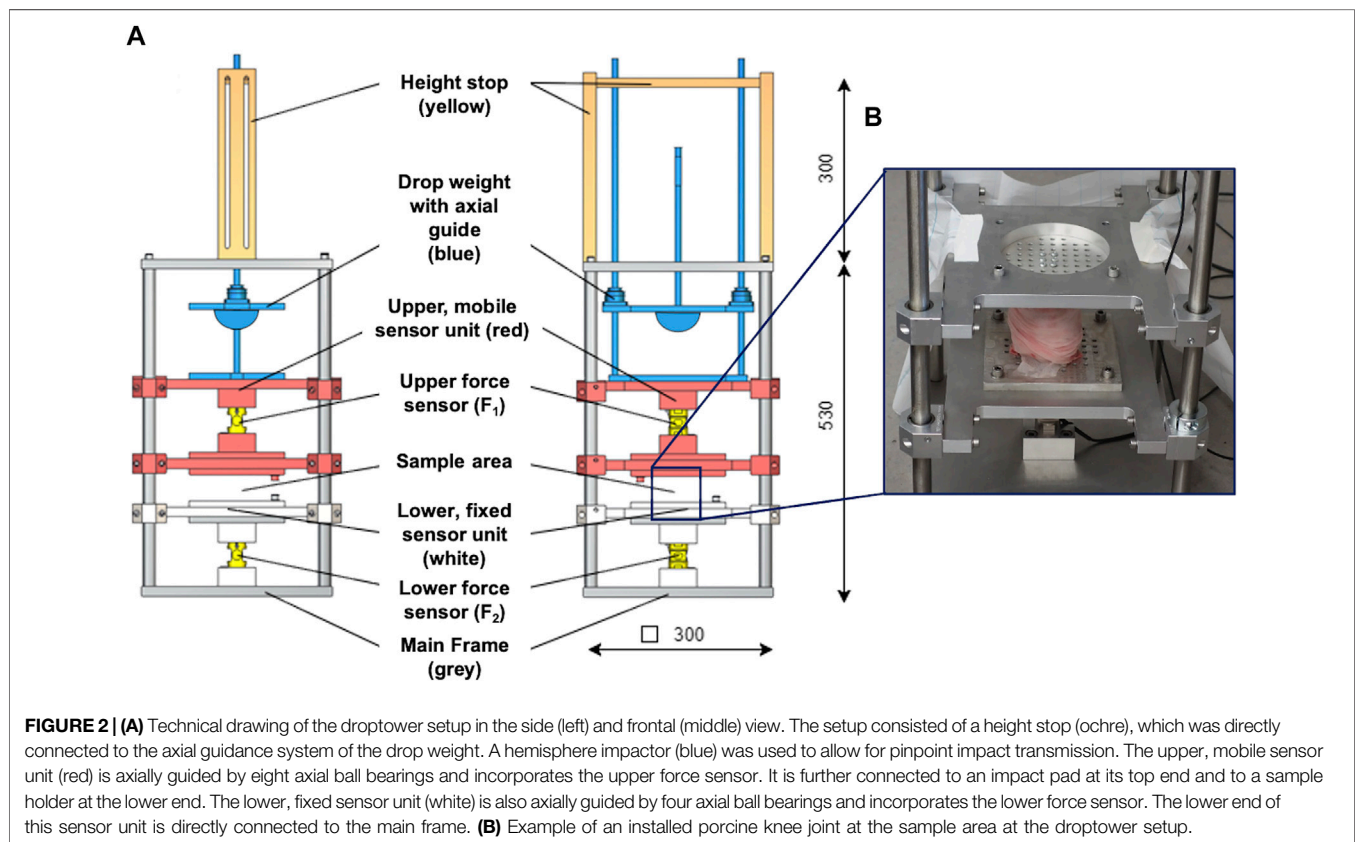 A
Height stop
(yellow)
Drop weight
with axial
guide
(blue)
Upper, mobile
sensor unit (red)
Upper force
sensor (F₁)
Sample area
Lower, fixed
sensor unit
(white)
Lower force
sensor (F₂)
Main Frame
(grey)
300
530
□ 300
B
FIGURE 2 | (A) Technical drawing of the droptower setup in the side (left) and frontal (middle) view. The setup consisted of a height stop (ochre), which was directly
connected to the axial guidance system of the drop weight. A hemisphere impactor (blue) was used to allow for pinpoint impact transmission. The upper, mobile sensor
unit (red) is axially guided by eight axial ball bearings and incorporates the upper force sensor. It is further connected to an impact pad at its top end and to a sample
holder at the lower end. The lower, fixed sensor unit (white) is also axially guided by four axial ball bearings and incorporates the lower force sensor. The lower end of
this sensor unit is directly connected to the main frame. (B) Example of an installed porcine knee joint at the sample area at the droptower setup.